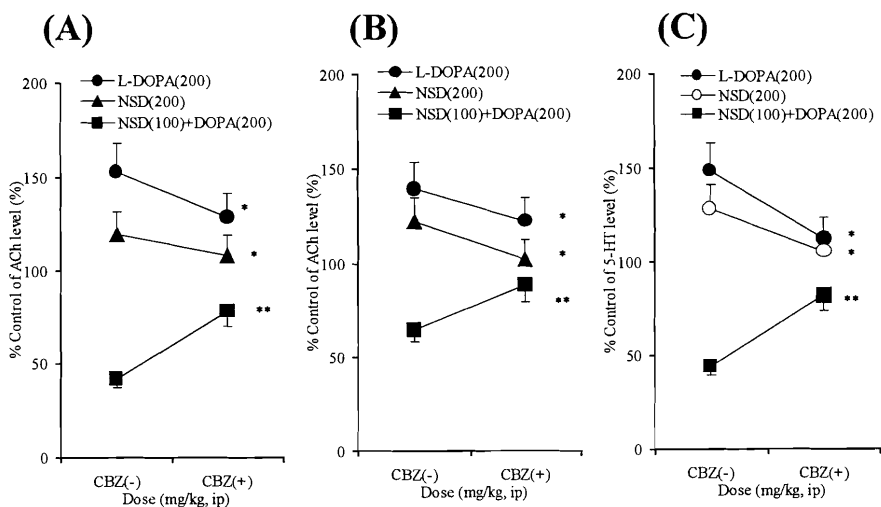 (A)
200
150
100
50
0
% Control of ACh level (%)
L-DOPA(200)
NSD(200)
NSD(100)+DOPA(200)
*
*
**
CBZ(-) CBZ(+)
Dose (mg/kg, ip)
(B)
200
150
100
50
0
% Control of ACh level (%)
L-DOPA(200)
NSD(200)
NSD(100)+DOPA(200)
*
*
**
CBZ(-) CBZ(+)
Dose (mg/kg, ip)
(C)
200
150
100
50
0
% Control of 5-HT level (%)
L-DOPA(200)
NSD(200)
NSD(100)+DOPA(200)
*
*
**
CBZ(-) CBZ(+)
Dose (mg/kg, ip)